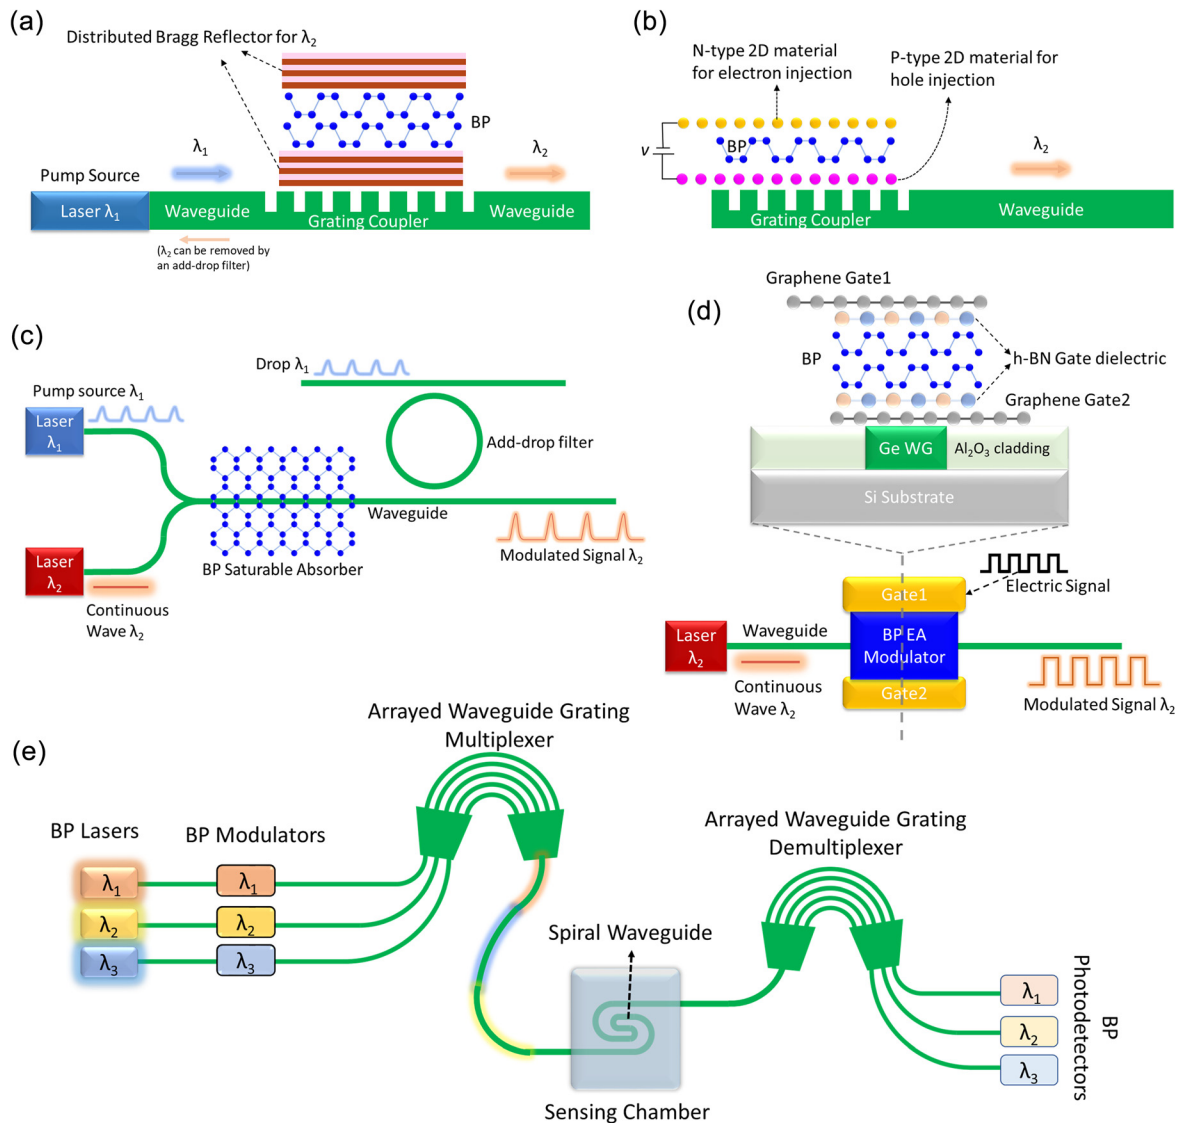 (a)
Distributed Bragg Reflector for λ2
BP
λ1
λ2
Pump Source
Laser λ1
Waveguide
Grating Coupler
Waveguide
(λ2 can be removed by
an add-drop filter)
(b)
N-type 2D material
for electron injection
P-type 2D material for
hole injection
BP
V
λ2
Grating Coupler
Waveguide
(c)
Drop λ1
Pump source λ1
Laser
λ1
Add-drop filter
Waveguide
Laser
λ2
BP Saturable Absorber
Modulated Signal λ2
Continuous
Wave λ2
(d)
Graphene Gate1
BP
h-BN Gate dielectric
Graphene Gate2
Ge WG
Al2O3 cladding
Si Substrate
Electric Signal
Gate1
Laser
λ2
Waveguide
BP EA
Modulator
Continuous
Wave λ2
Gate2
Modulated Signal λ2
(e)
Arrayed Waveguide Grating
Multiplexer
BP Lasers
BP Modulators
λ1
λ1
λ2
λ2
λ3
λ3
Spiral Waveguide
Sensing Chamber
Arrayed Waveguide Grating
Demultiplexer
λ1
λ2
λ3
BP
Photodetectors